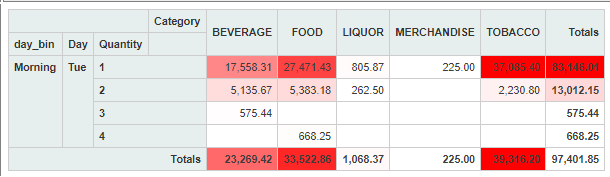 Category
BEVERAGE FOOD LIQUOR MERCHANDISE TOBACCO Totals
day_bin Day Quantity
Morning Tue 1 17,558.31 27,471.43 805.87 225.00 37,085.40 83,146.01
2 5,135.67 5,383.18 262.50 2,230.80 13,012.15
3 575.44 575.44
4 668.25 668.25
Totals 23,269.42 33,522.86 1,068.37 225.00 39,316.20 97,401.85